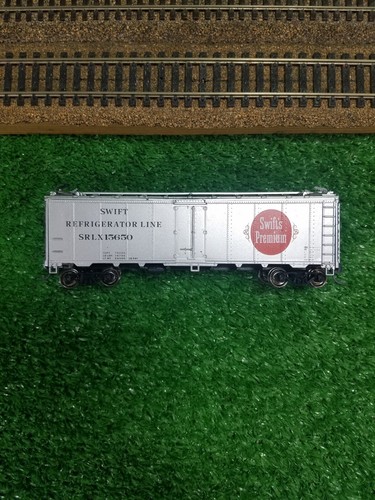 SWIFT
REFRIGERATOR LINE
SRLX15650
Swift's
Premium